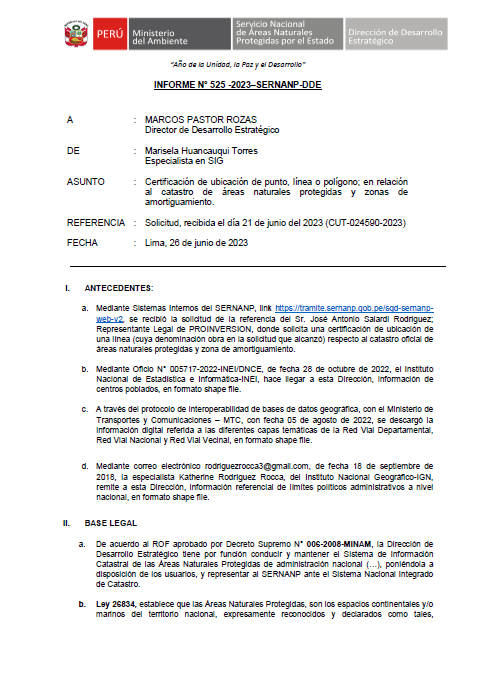 PERÚ
Ministerio
del Ambiente
Servicio Nacional
de Áreas Naturales
Protegidas por el Estado
Dirección de Desarrollo
Estratégico
"Año de la Unidad, la Paz y el Desarrollo"
INFORME N° 525 -2023–SERNANP-DDE
A : MARCOS PASTOR ROZAS
Director de Desarrollo Estratégico
DE : Marisela Huancauqui Torres
Especialista en SIG
ASUNTO : Certificación de ubicación de punto, línea o polígono; en relación
al catastro de áreas naturales protegidas y zonas de
amortiguamiento.
REFERENCIA : Solicitud, recibida el día 21 de junio del 2023 (CUT-024590-2023)
FECHA : Lima, 26 de junio de 2023
I. ANTECEDENTES:
a. Mediante Sistemas Internos del SERNANP, link https://tramite.sernanp.gob.pe/sgd-sernanp-
web-v2, se recibió la solicitud de la referencia del Sr. José Antonio Salardi Rodríguez;
Representante Legal de PROINVERSION, donde solicita una certificación de ubicación de
una línea (cuya denominación obra en la solicitud que alcanzó) respecto al catastro oficial de
áreas naturales protegidas y zona de amortiguamiento.
b. Mediante Oficio N° 005717-2022-INEI/DNCE, de fecha 28 de octubre de 2022, el Instituto
Nacional de Estadística e Informática-INEI, hace llegar a esta Dirección, información de
centros poblados, en formato shape file.
c. A través del protocolo de interoperabilidad de bases de datos geográfica, con el Ministerio de
Transportes y Comunicaciones – MTC, con fecha 05 de agosto de 2022, se descargó la
información digital referada a las diferentes capas temáticas de la Red Vial Departamental,
Red Vial Nacional y Red Vial Vecinal, en formato shape file.
d. Mediante correo electrónico rodriguezrocca3@gmail.com, de fecha 18 de septiembre de
2018, la especialista Katherine Rodríguez Rocca, del Instituto Nacional Geográfico-IGN,
remite a esta Dirección, información referencial de límites políticos administrativos a nivel
nacional, en formato shape file.
II. BASE LEGAL
a. De acuerdo al ROF aprobado por Decreto Supremo N° 006-2008-MINAM, la Dirección de
Desarrollo Estratégico tiene por función conducir y mantener el Sistema de Información
Catastral de las Áreas Naturales Protegidas de administración nacional (…), poniéndola a
disposición de los usuarios, y representar al SERNANP ante el Sistema Nacional Integrado
de Catastro.
b. Ley 26834, establece que las Áreas Naturales Protegidas, son los espacios continentales y/o
marinos del territorio nacional, expresamente reconocidos y declarados como tales,